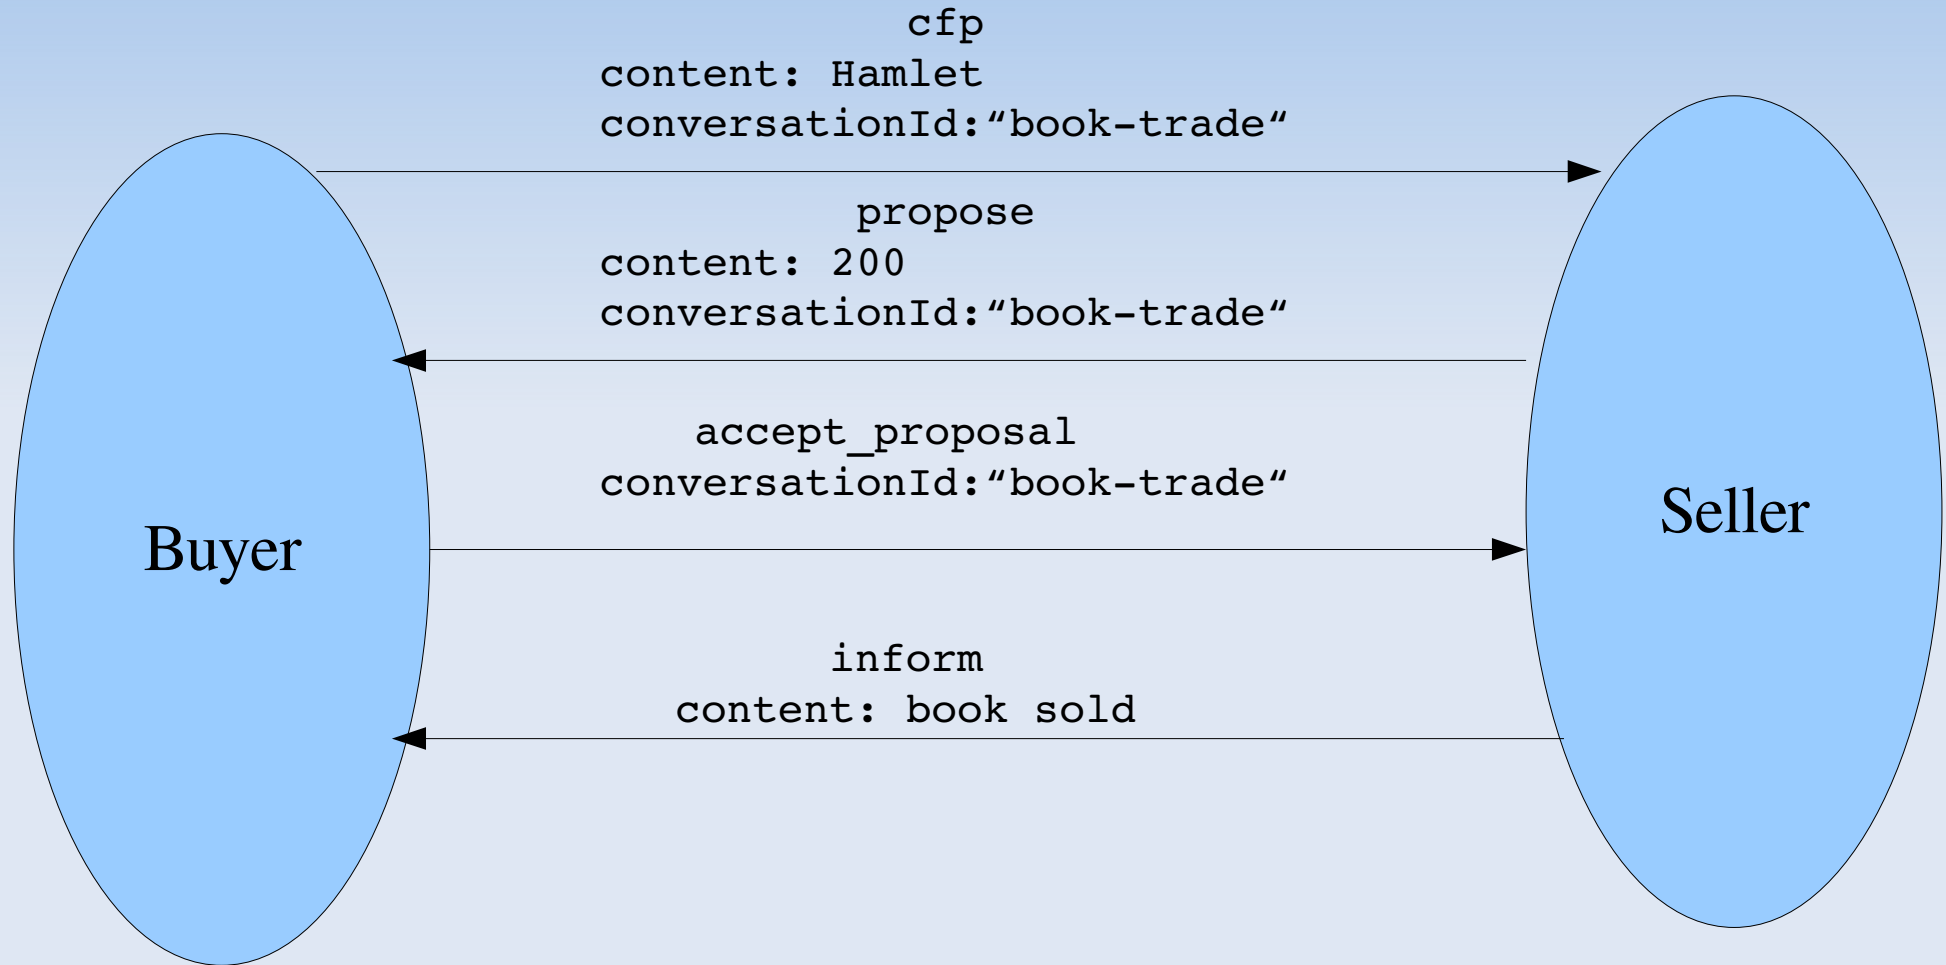 cfp
content: Hamlet
conversationId:“book-trade“
propose
content: 200
conversationId:“book-trade“
accept_proposal
conversationId:“book-trade“
Buyer
Seller
inform
content: book sold